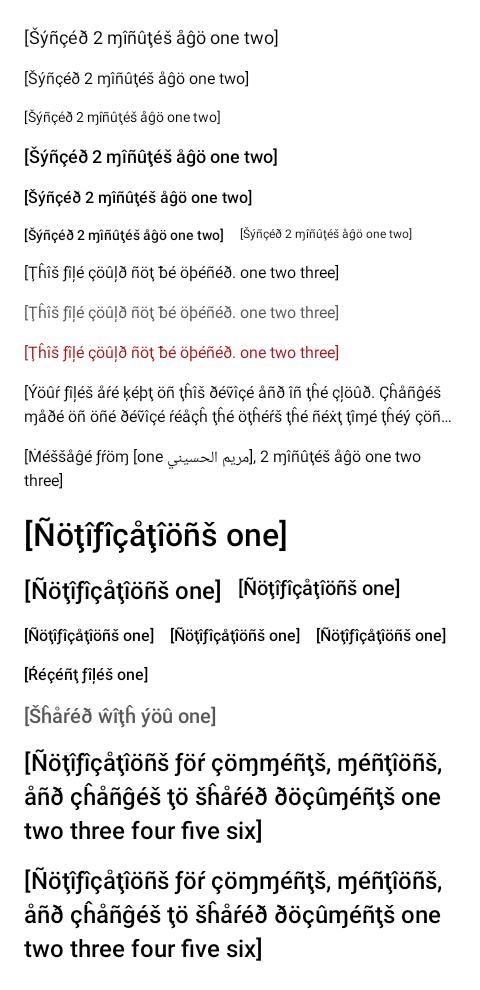 [Šýñçéð 2 ɱîñûţéš åĝö one two]
[Šýñçéð 2 ɱîñûţéš åĝö one two]
[Šýñçéð 2 ɱîñûţéš åĝö one two]
[Šýñçéð 2 ɱîñûţéš åĝö one two]
[Šýñçéð 2 ɱîñûţéš åĝö one two]
[Šýñçéð 2 ɱîñûţéš åĝö one two] [Šýñçéð 2 ɱîñûţéš åĝö one two]
[Ţĥîš ƒîļé çöûļð ñöţ ƀé öþéñéð. one two three]
[Ţĥîš ƒîļé çöûļð ñöţ ƀé öþéñéð. one two three]
[Ţĥîš ƒîļé çöûļð ñöţ ƀé öþéñéð. one two three]
[Ýöûŕ ƒîļéš åŕé ķéþţ öñ ţĥîš ðéṽîçé åñð îñ ţĥé çļöûð. Çĥåñĝéš
ɱåðé öñ öñé ðéṽîçé ŕéåçĥ ţĥé öţĥéŕš ţĥé ñéẋţ ţîɱé ţĥéý çöñ…
[Ṁéššåĝé ƒŕöɱ [one مريم الحسيني], 2 ɱîñûţéš åĝö one two
three]
[Ñöţîƒîçåţîöñš one]
[Ñöţîƒîçåţîöñš one] [Ñöţîƒîçåţîöñš one]
[Ñöţîƒîçåţîöñš one] [Ñöţîƒîçåţîöñš one] [Ñöţîƒîçåţîöñš one]
[Ŕéçéñţ ƒîļéš one]
[Šĥåŕéð ŵîţĥ ýöû one]
[Ñöţîƒîçåţîöñš ƒöŕ çöɱɱéñţš, ɱéñţîöñš,
åñð çĥåñĝéš ţö šĥåŕéð ðöçûɱéñţš one
two three four five six]
[Ñöţîƒîçåţîöñš ƒöŕ çöɱɱéñţš, ɱéñţîöñš,
åñð çĥåñĝéš ţö šĥåŕéð ðöçûɱéñţš one
two three four five six]